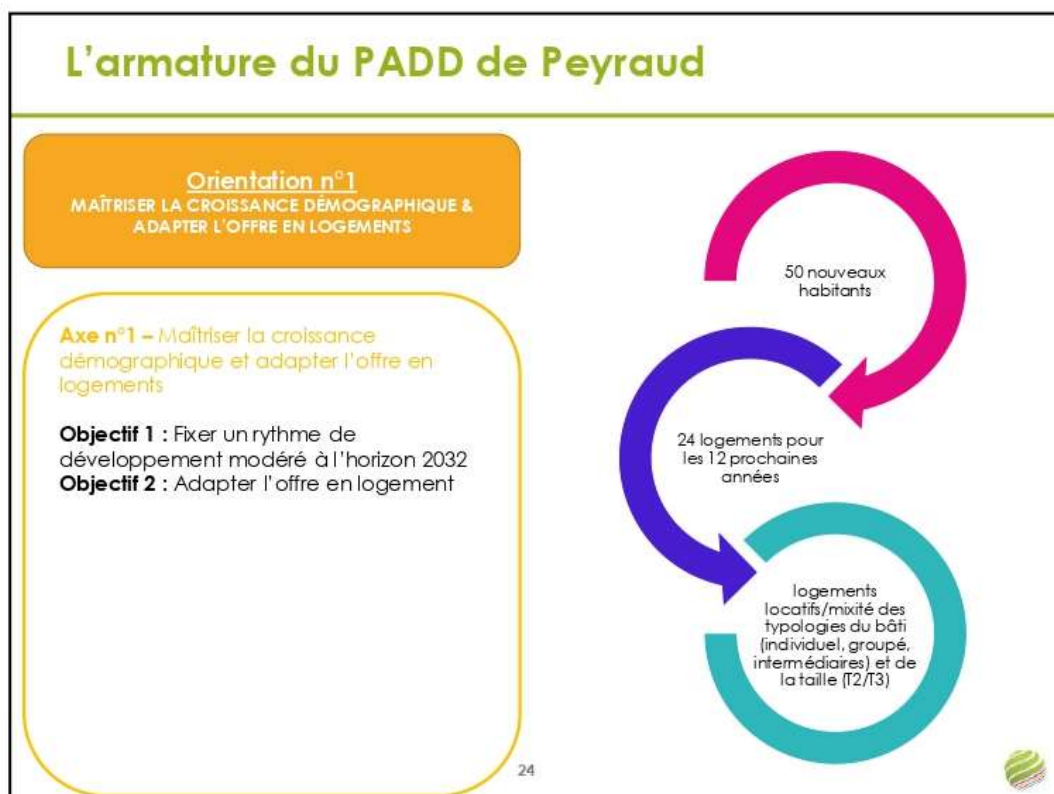 L'armature du PADD de Peyraud
Orientation n°1
MAÎTRISER LA CROISSANCE DÉMOGRAPHIQUE &
ADAPTER L'OFFRE EN LOGEMENTS
Axe n°1 – Maîtriser la croissance
démographique et adapter l'offre en
logements
Objectif 1 : Fixer un rythme de
développement modéré à l'horizon 2032
Objectif 2 : Adapter l'offre en logement
50 nouveaux
habitants
24 logements pour
les 12 prochaines
années
logements
locatifs/mixité des
typologies du bâti
(individuel, groupé,
intermédiaires) et de
la taille (T2/T3)
24